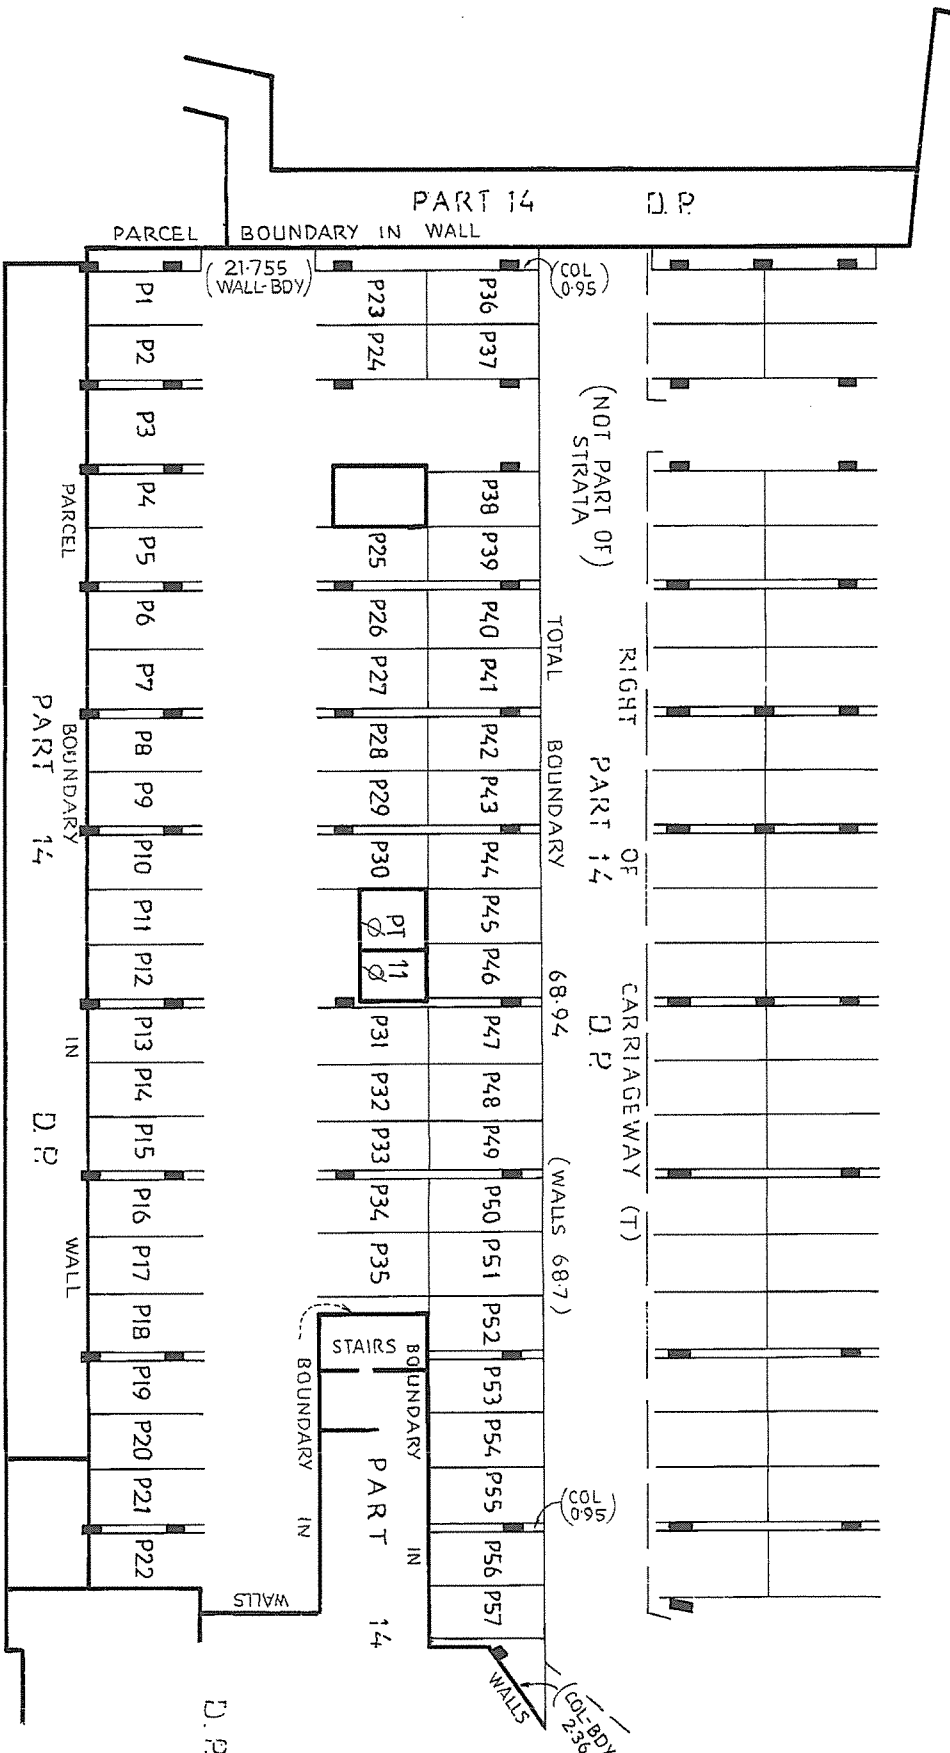 PART 14
D.P.
PARCEL BOUNDARY IN WALL
(21·755
WALL-BDY)
(COL
0·95)
P1
P2
P3
P4
P5
P6
P7
P8
P9
P10
P11
P12
P13
P14
P15
P16
P17
P18
P19
P20
P21
P22
P23
P24
P25
P26
P27
P28
P29
P30
PT
11
P31
P32
P33
P34
P35
P36
P37
P38
P39
P40
P41
P42
P43
P44
P45
P46
P47
P48
P49
P50
P51
P52
P53
P54
P55
P56
P57
(NOT PART OF
STRATA)
TOTAL BOUNDARY 68·94 (WALLS 68·7)
RIGHT OF CARRIAGEWAY (T)
PART 14 D.P.
PARCEL BOUNDARY IN WALL
PART 14 D.P.
STAIRS
BOUNDARY IN
BOUNDARY IN
WALLS
PART 14
(COL
0·95)
WALLS
(COL-BDY
2·36
D.P.